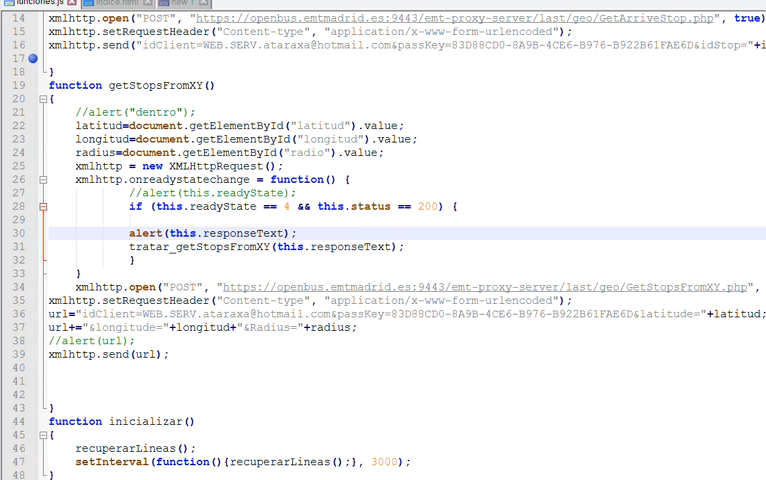 funciones.js indice.html new 1
14 xmlhttp.open("POST", "https://openbus.emtmadrid.es:9443/emt-proxy-server/last/geo/GetArriveStop.php", true)
15 xmlhttp.setRequestHeader("Content-type", "application/x-www-form-urlencoded");
16 xmlhttp.send("idClient=WEB.SERV.ataraxa@hotmail.com&passKey=83D88CD0-8A9B-4CE6-B976-B922B61FAE6D&idStop="+i
17
18 }
19 function getStopsFromXY()
20 {
21 //alert("dentro");
22 latitud=document.getElementById("latitud").value;
23 longitud=document.getElementById("longitud").value;
24 radius=document.getElementById("radio").value;
25 xmlhttp = new XMLHttpRequest();
26 xmlhttp.onreadystatechange = function() {
27 //alert(this.readyState);
28 if (this.readyState == 4 && this.status == 200) {
29
30 alert(this.responseText);
31 tratar_getStopsFromXY(this.responseText);
32 }
33 }
34 xmlhttp.open("POST", "https://openbus.emtmadrid.es:9443/emt-proxy-server/last/geo/GetStopsFromXY.php",
35 xmlhttp.setRequestHeader("Content-type", "application/x-www-form-urlencoded");
36 url="idClient=WEB.SERV.ataraxa@hotmail.com&passKey=83D88CD0-8A9B-4CE6-B976-B922B61FAE6D&latitude="+latitud;
37 url+="&longitude="+longitud+"&Radius="+radius;
38 //alert(url);
39 xmlhttp.send(url);
40
41
42
43 }
44 function inicializar()
45 {
46 recuperarLineas();
47 setInterval(function(){recuperarLineas();}, 3000);
48 }